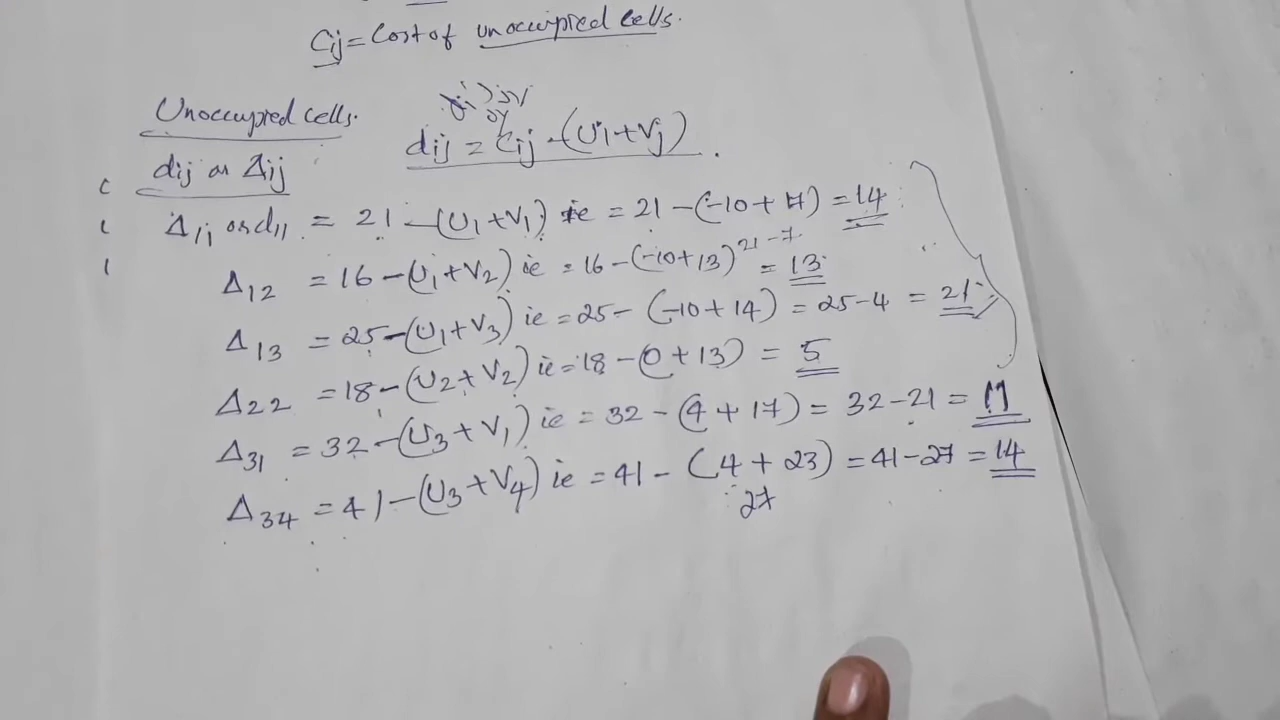 Cij = Cost of unoccupied cells.
Unoccupied cells.
dij = Cij - (Ui+Vj).
dij or Δij
Δ11 or d11 = 21 - (U1+V1) ie = 21 - (-10+17) = 14
21-7
Δ12 = 16 - (U1+V2) ie = 16 - (-10+13) = 13
Δ13 = 25 - (U1+V3) ie = 25 - (-10+14) = 25-4 = 21
Δ22 = 18 - (U2+V2) ie = 18 - (0+13) = 5
Δ31 = 32 - (U3+V1) ie = 32 - (4+17) = 32-21 = 11
Δ34 = 41 - (U3+V4) ie = 41 - (4+23) = 41-27 = 14
27